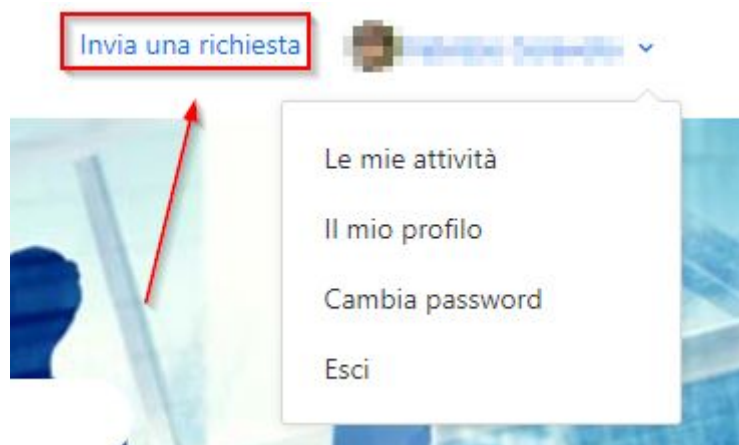 Invia una richiesta
Le mie attività
Il mio profilo
Cambia password
Esci